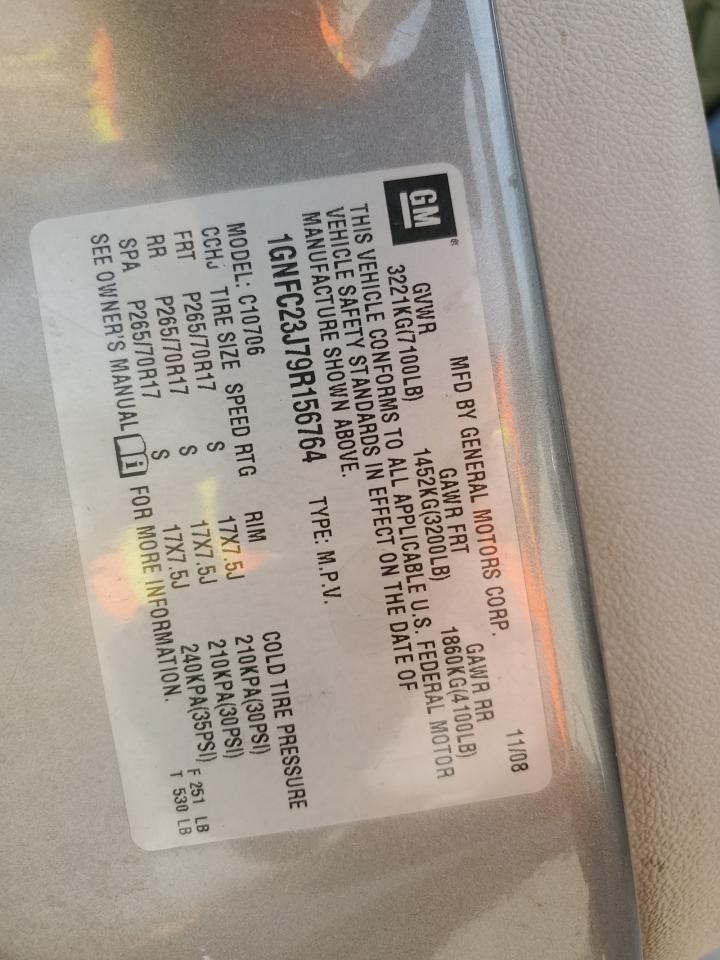 GM ®
MFD BY GENERAL MOTORS CORP. 11/08
GVWR GAWR FRT GAWR RR
3221KG(7100LB) 1452KG(3200LB) 1860KG(4100LB)
THIS VEHICLE CONFORMS TO ALL APPLICABLE U.S. FEDERAL MOTOR
VEHICLE SAFETY STANDARDS IN EFFECT ON THE DATE OF
MANUFACTURE SHOWN ABOVE.
1GNFC23J79R156764 TYPE: M.P.V.
MODEL: C10706
CCHJ TIRE SIZE SPEED RTG RIM COLD TIRE PRESSURE
FRT P265/70R17 S 17X7.5J 210KPA(30PSI)
RR P265/70R17 S 17X7.5J 210KPA(30PSI)
SPA P265/70R17 S 17X7.5J 240KPA(35PSI) F 251 LB
SEE OWNER'S MANUAL FOR MORE INFORMATION. T 530 LB